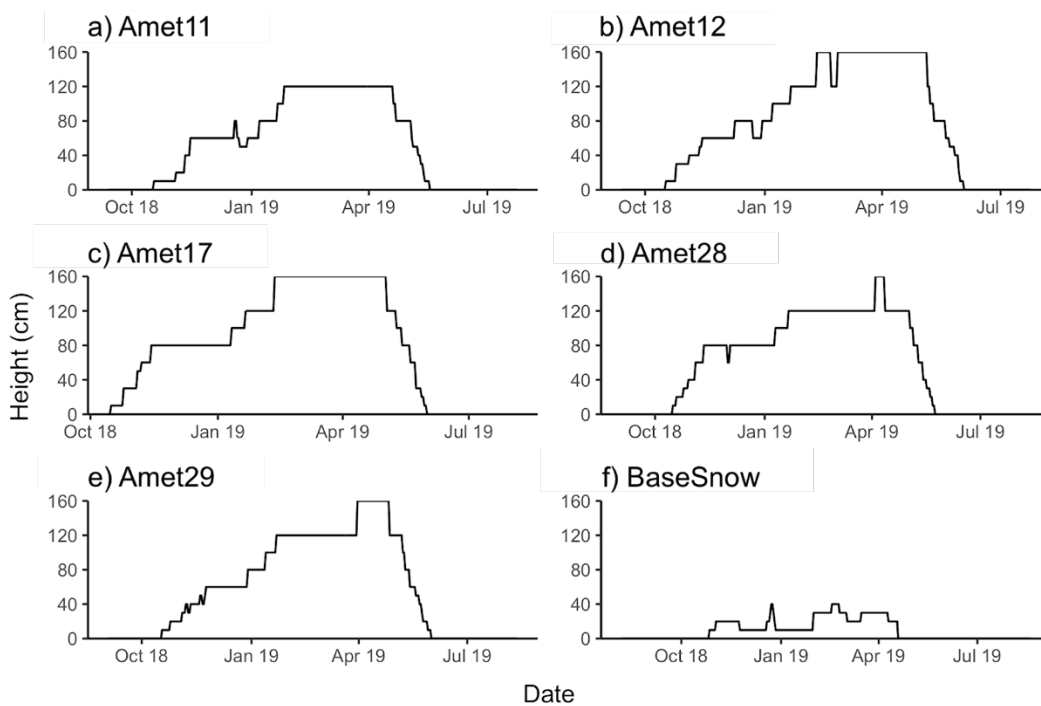 a) Amet11
b) Amet12
160
120
80
40
0
Oct 18 Jan 19 Apr 19 Jul 19
160
120
80
40
0
Oct 18 Jan 19 Apr 19 Jul 19
c) Amet17
d) Amet28
Height (cm)
160
120
80
40
0
Oct 18 Jan 19 Apr 19 Jul 19
160
120
80
40
0
Oct 18 Jan 19 Apr 19 Jul 19
e) Amet29
f) BaseSnow
160
120
80
40
0
Oct 18 Jan 19 Apr 19 Jul 19
160
120
80
40
0
Oct 18 Jan 19 Apr 19 Jul 19
Date